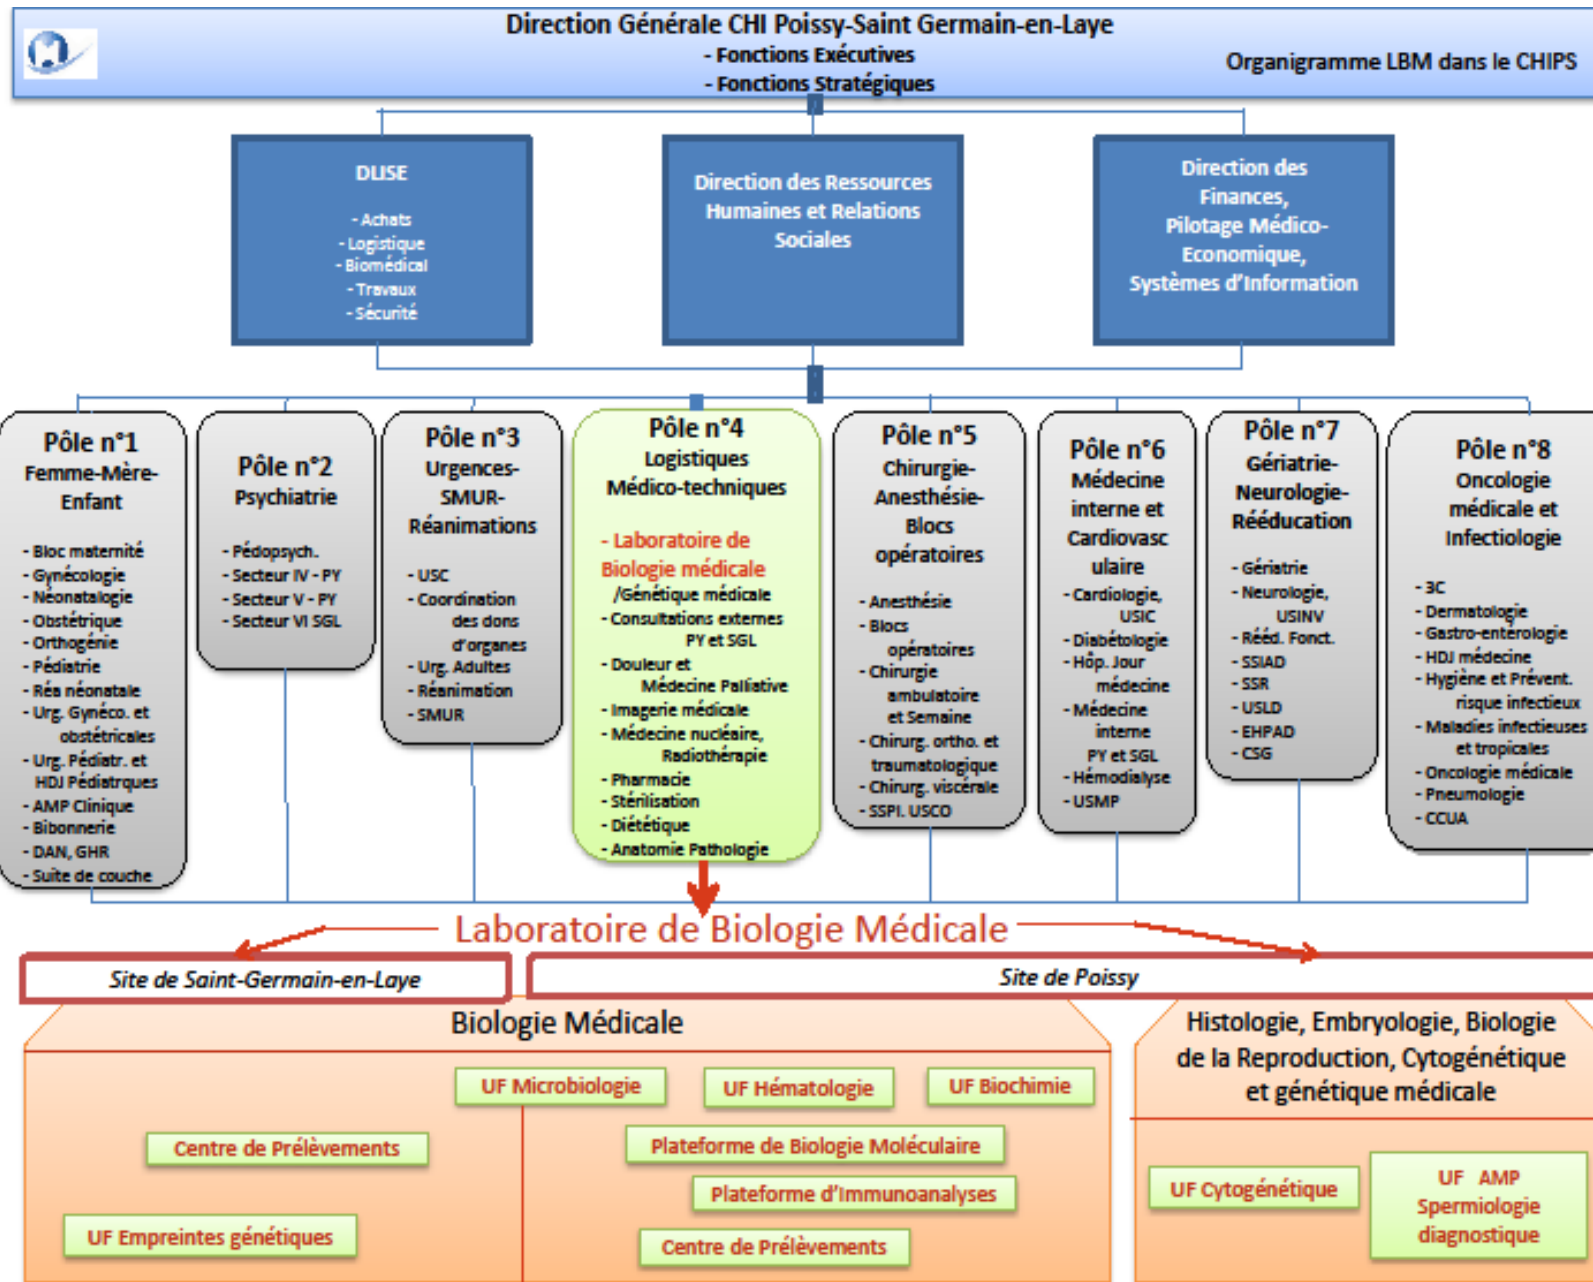 Direction Générale CHI Poissy-Saint Germain-en-Laye
- Fonctions Exécutives
- Fonctions Stratégiques
Organigramme LBM dans le CHIPS
DLISE
- Achats
- Logistique
- Biomédical
- Travaux
- Sécurité
Direction des Ressources
Humaines et Relations
Sociales
Direction des
Finances,
Pilotage Médico-
Economique,
Systèmes d'Information
Pôle n°1
Femme-Mère-
Enfant
- Bloc maternité
- Gynécologie
- Néonatalogie
- Obstétrique
- Orthogénie
- Pédiatrie
- Réa néonatale
- Urg. Gynéco. et
obstétricales
- Urg. Pédiatr. et
HDJ Pédiatrques
- AMP Clinique
- Bibonnerie
- DAN, GHR
- Suite de couche
Pôle n°2
Psychiatrie
- Pédopsych.
- Secteur IV - PY
- Secteur V - PY
- Secteur VI SGL
Pôle n°3
Urgences-
SMUR-
Réanimations
- USC
- Coordination
des dons
d'organes
- Urg. Adultes
- Réanimation
- SMUR
Pôle n°4
Logistiques
Médico-techniques
- Laboratoire de
Biologie médicale
/Génétique médicale
- Consultations externes
PY et SGL
- Douleur et
Médecine Palliative
- Imagerie médicale
- Médecine nucléaire,
Radiothérapie
- Pharmacie
- Stérilisation
- Diététique
- Anatomie Pathologie
Pôle n°5
Chirurgie-
Anesthésie-
Blocs
opératoires
- Anesthésie
- Blocs
opératoires
- Chirurgie
ambulatoire
et Semaine
- Chirurg. ortho. et
traumatologique
- Chirurg. viscérale
- SSPI. USCO
Pôle n°6
Médecine
interne et
Cardiovasc
ulaire
- Cardiologie,
USIC
- Diabétologie
- Hôp. Jour
médecine
- Médecine
interne
PY et SGL
- Hémodialyse
- USMP
Pôle n°7
Gériatrie-
Neurologie-
Rééducation
- Gériatrie
- Neurologie,
USINV
- Rééd. Fonct.
- SSIAD
- SSR
- USLD
- EHPAD
- CSG
Pôle n°8
Oncologie
médicale et
Infectiologie
- 3C
- Dermatologie
- Gastro-entérologie
- HDJ médecine
- Hygiène et Prévent.
risque infectieux
- Maladies infectieuses
et tropicales
- Oncologie médicale
- Pneumologie
- CCUA
Laboratoire de Biologie Médicale
Site de Saint-Germain-en-Laye
Site de Poissy
Biologie Médicale
UF Microbiologie
UF Hématologie
UF Biochimie
Centre de Prélèvements
Plateforme de Biologie Moléculaire
Plateforme d'Immunoanalyses
UF Empreintes génétiques
Centre de Prélèvements
Histologie, Embryologie, Biologie
de la Reproduction, Cytogénétique
et génétique médicale
UF Cytogénétique
UF AMP
Spermiologie
diagnostique